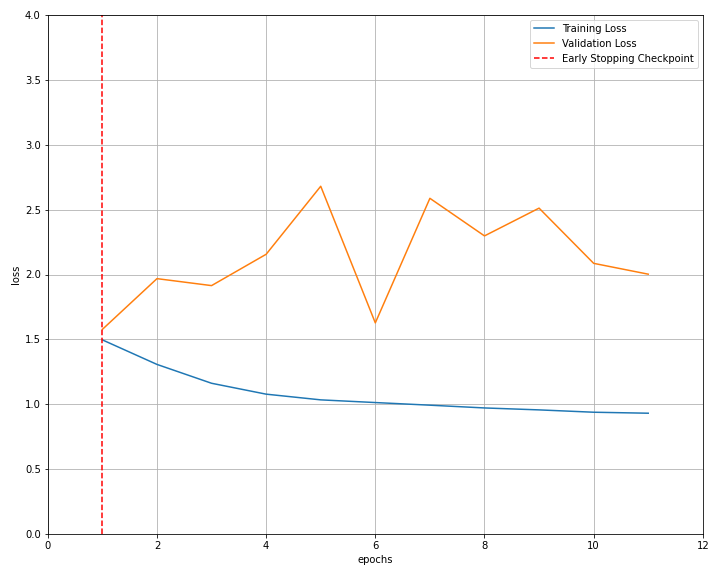 4.0
3.5
3.0
2.5
2.0
1.5
1.0
0.5
0.0
loss
Training Loss
Validation Loss
Early Stopping Checkpoint
0 2 4 6 8 10 12
epochs